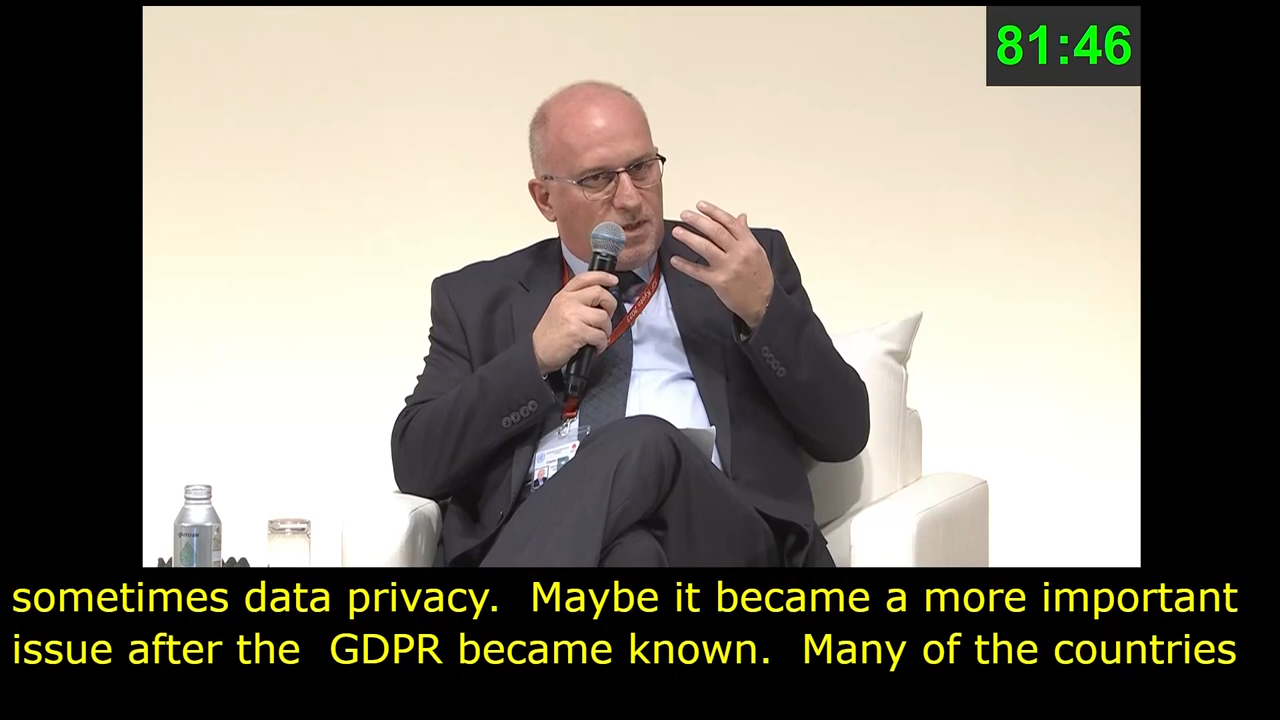 81:46
sometimes data privacy.  Maybe it became a more important
issue after the  GDPR became known.  Many of the countries